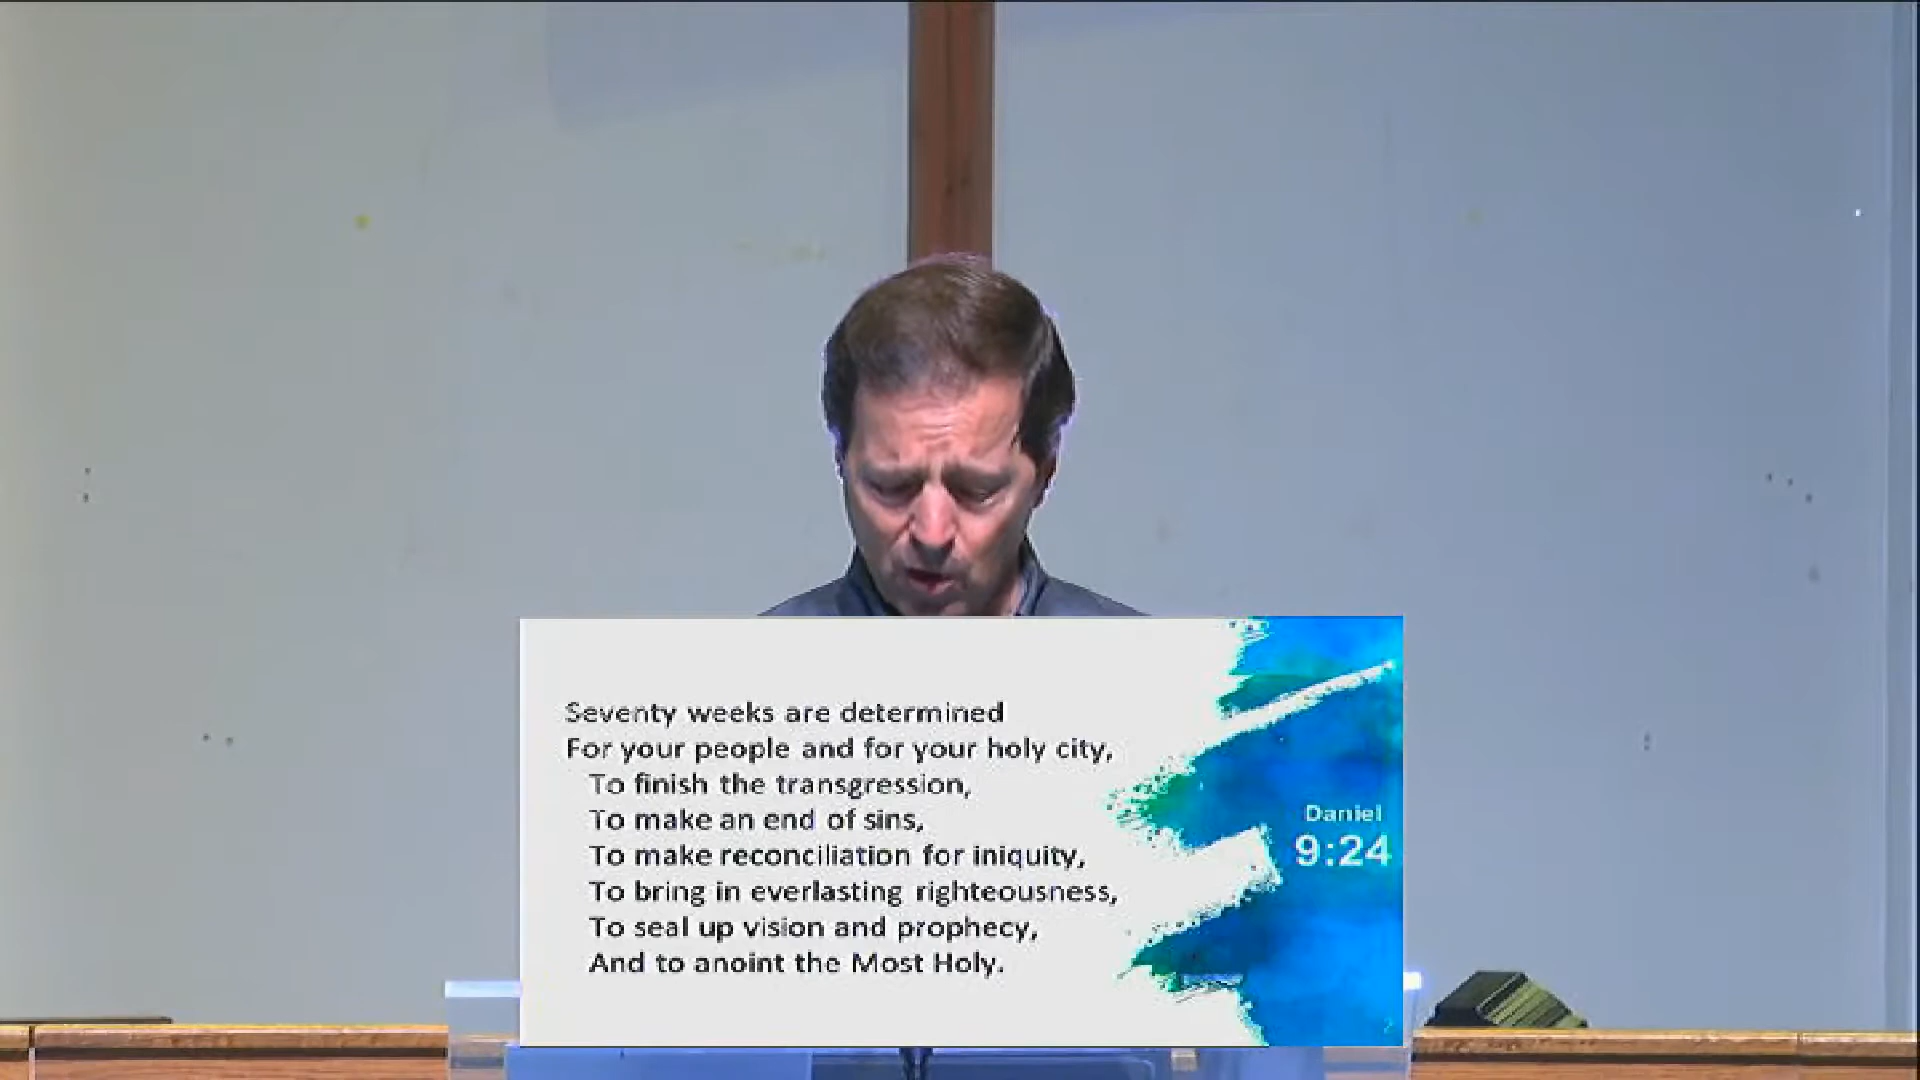 Seventy weeks are determined
For your people and for your holy city,
To finish the transgression,
To make an end of sins,
To make reconciliation for iniquity,
To bring in everlasting righteousness,
To seal up vision and prophecy,
And to anoint the Most Holy.
Daniel
9:24